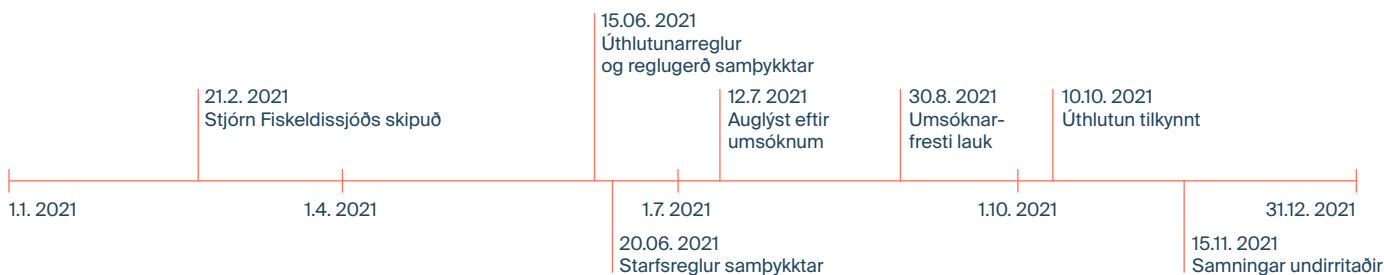 15.06. 2021
Úthlutunarreglur
og reglugerð samþykktar
21.2. 2021
Stjórn Fiskeldissjóðs skipuð
12.7. 2021
Auglýst eftir
umsóknum
30.8. 2021
Umsóknar-
fresti lauk
10.10. 2021
Úthlutun tilkynnt
1.1. 2021
1.4. 2021
1.7. 2021
1.10. 2021
31.12. 2021
20.06. 2021
Starfsreglur samþykktar
15.11. 2021
Samningar undirritaðir